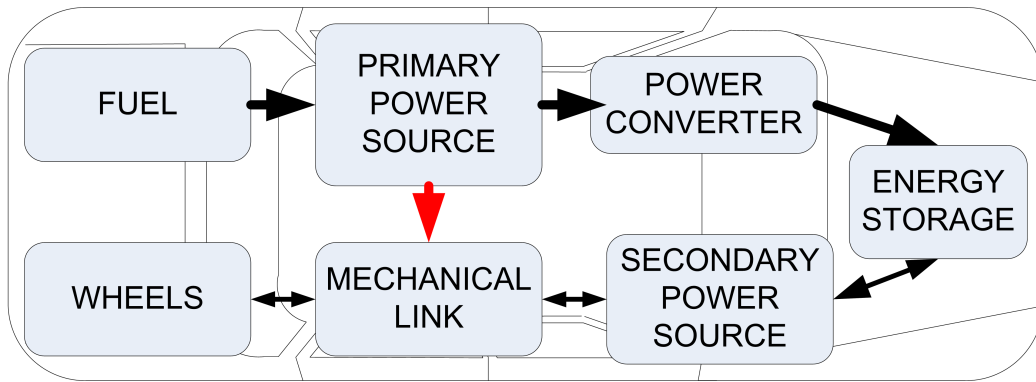 FUEL
PRIMARY
POWER
SOURCE
POWER
CONVERTER
ENERGY
STORAGE
WHEELS
MECHANICAL
LINK
SECONDARY
POWER
SOURCE